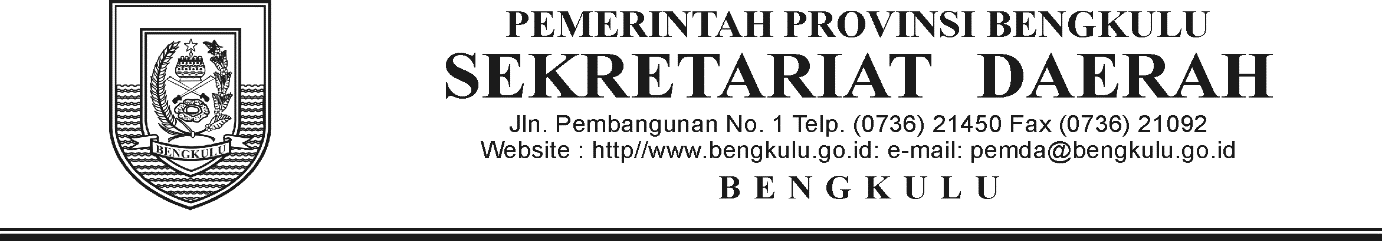 PEMERINTAH PROVINSI BENGKULU
SEKRETARIAT DAERAH
Jln. Pembangunan No. 1 Telp. (0736) 21450 Fax (0736) 21092
Website : http//www.bengkulu.go.id: e-mail: pemda@bengkulu.go.id
B E N G K U L U
BENGKULU